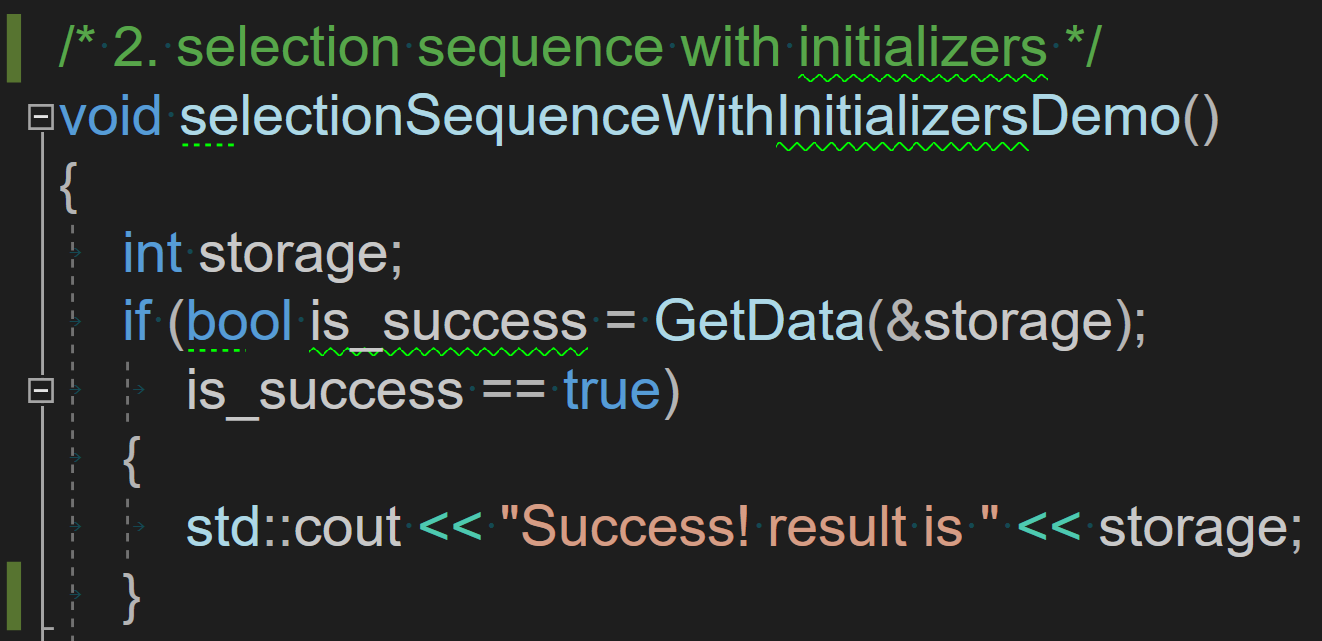 /* 2. selection sequence with initializers */
void selectionSequenceWithInitializersDemo()
{
int storage;
if (bool is_success = GetData(&storage);
is_success == true)
{
std::cout << "Success! result is " << storage;
}